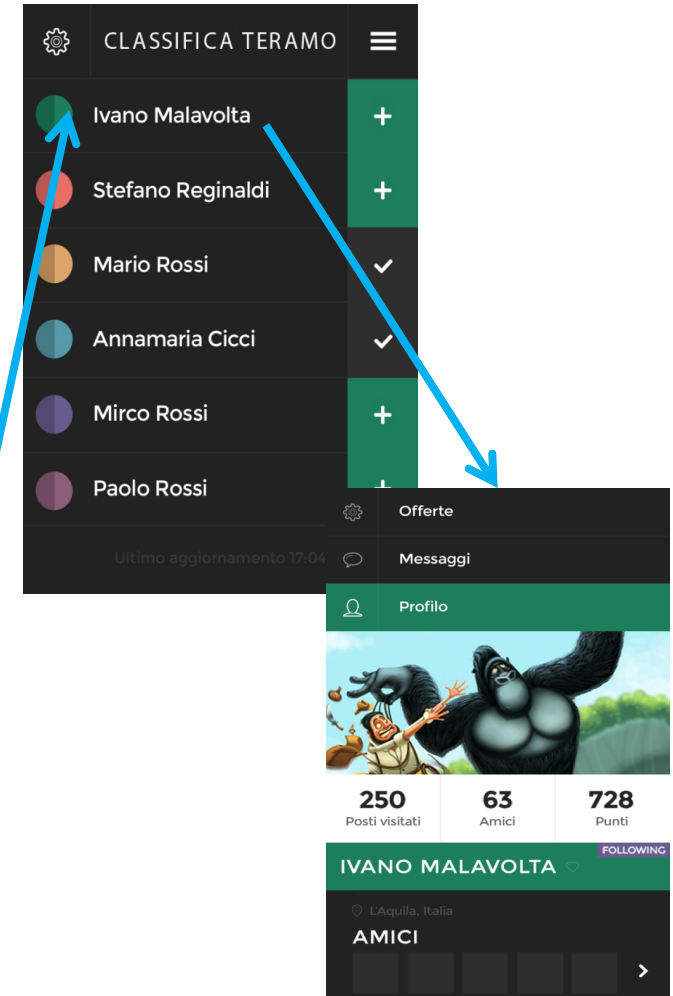 CLASSIFICA TERAMO
Ivano Malavolta
Stefano Reginaldi
Mario Rossi
Annamaria Cicci
Mirco Rossi
Paolo Rossi
Ultimo aggiornamento 17:04
Offerte
Messaggi
Profilo
250 63 728
Posti visitati Amici Punti
FOLLOWING
IVANO MALAVOLTA
L'Aquila, Italia
AMICI